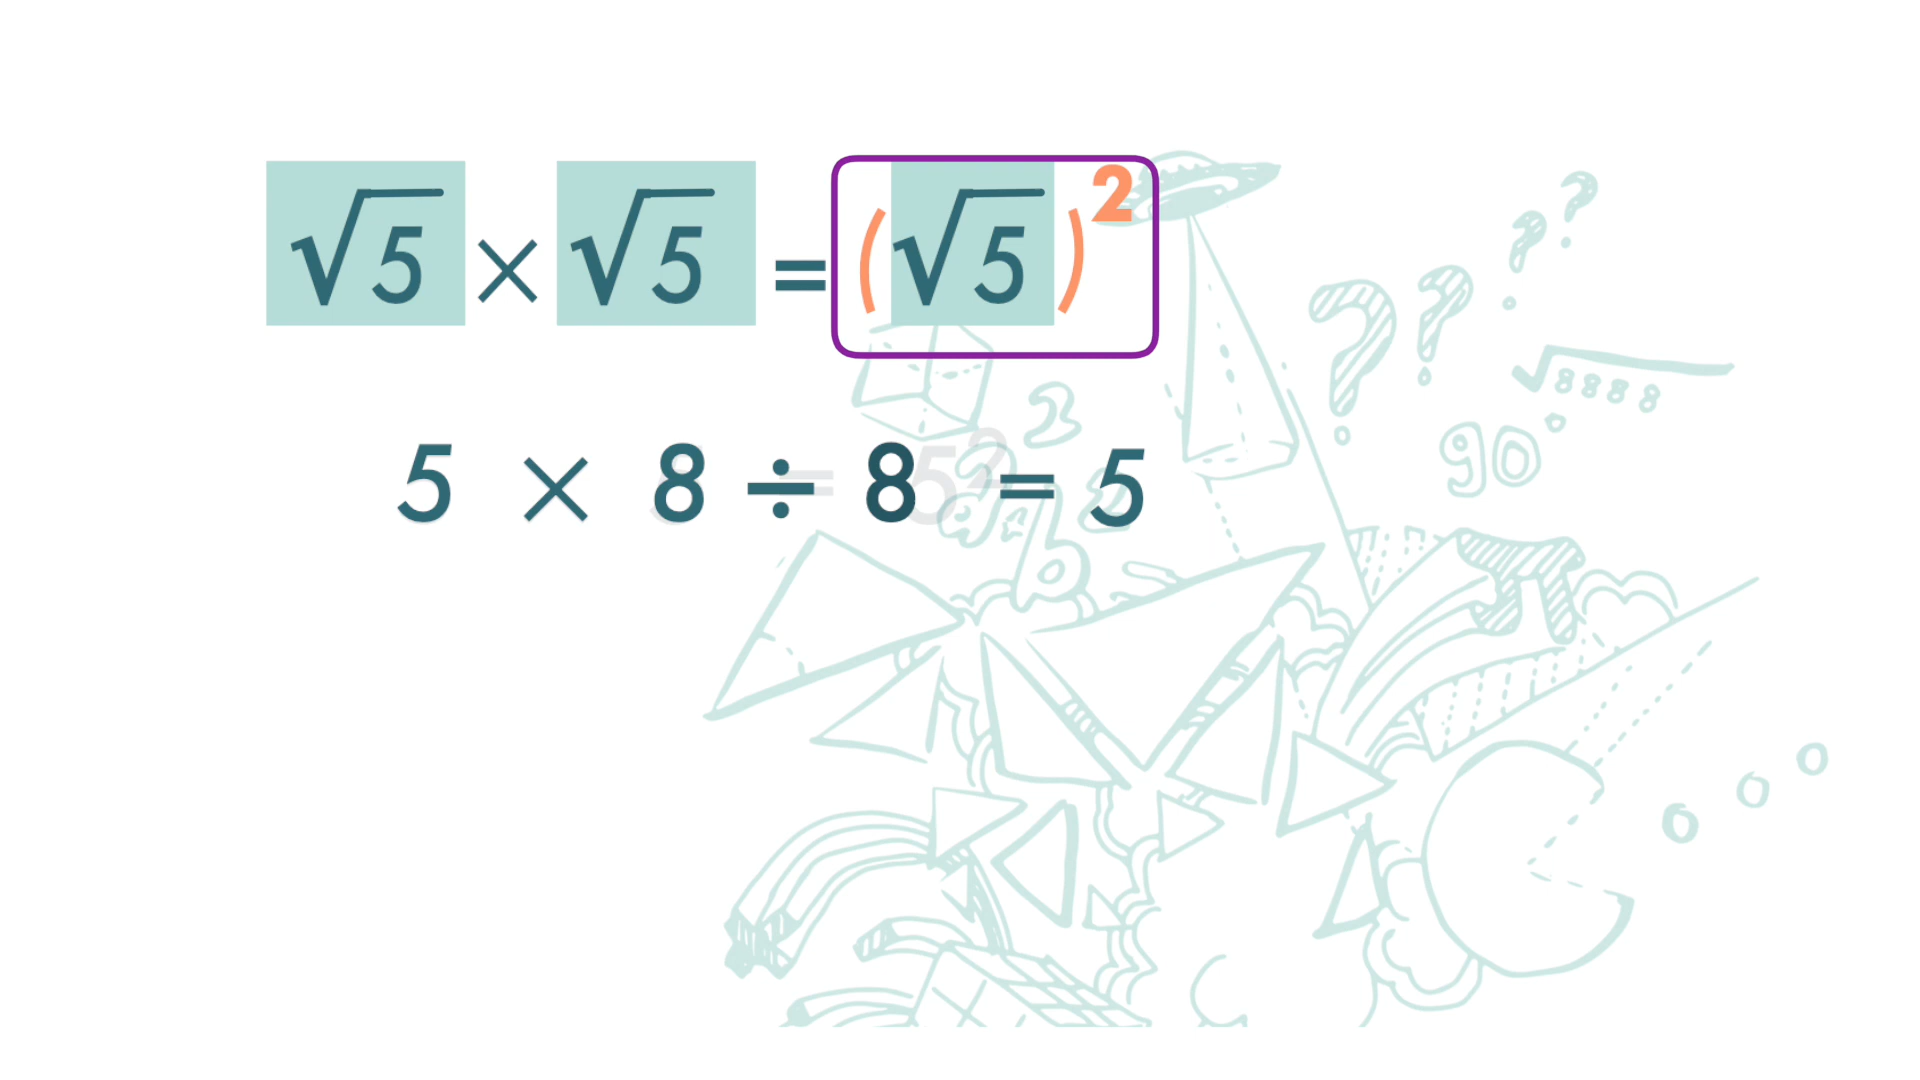 √5 × √5 = (√5)²
5 × 8 ÷ 8 = 5